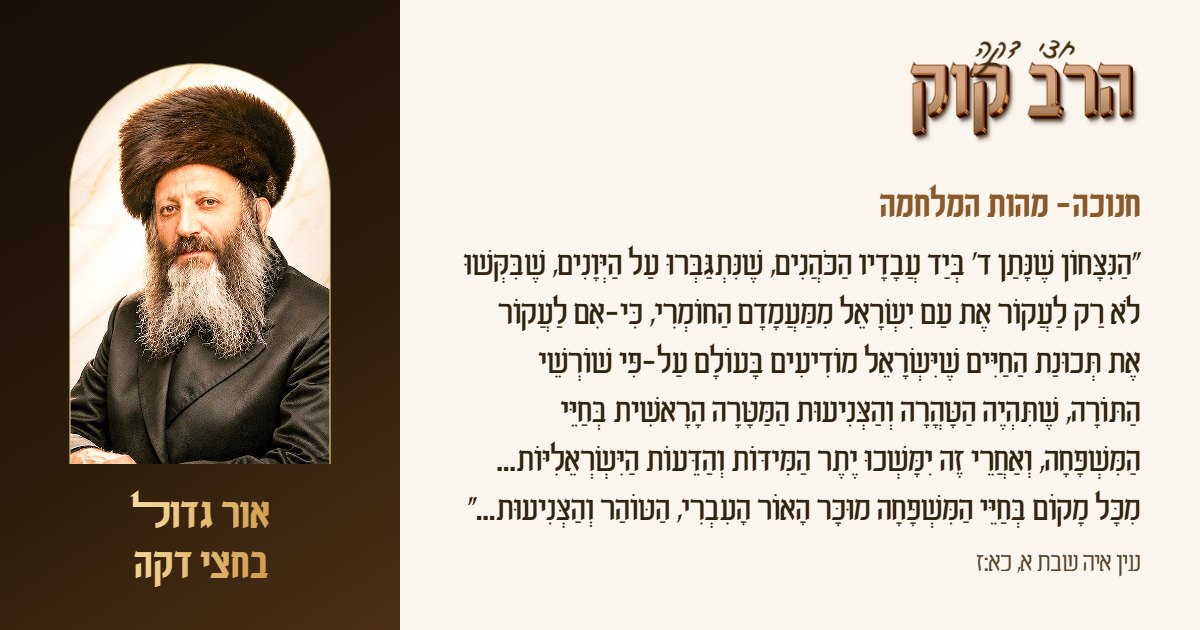 חצי דקה
הרב קוק
חנוכה- מהות המלחמה
"הַנִּצָּחוֹן שֶׁנָּתַן ד' בְּיַד עֲבָדָיו הַכֹּהֲנִים, שֶׁנִּתְגַּבְּרוּ עַל הַיְּוָנִים, שֶׁבִּקְּשׁוּ
לֹא רַק לַעֲקוֹר אֶת עַם יִשְׂרָאֵל מִמַּעֲמָדָם הַחוֹמְרִי, כִּי-אִם לַעֲקוֹר
אֶת תְּכוּנַת הַחַיִּים שֶׁיִּשְׂרָאֵל מוֹדִיעִים בָּעוֹלָם עַל-פִּי שׁוֹרְשֵׁי
הַתּוֹרָה, שֶׁתִּהְיֶה הַטָּהֳרָה וְהַצְּנִיעוּת הַמַּטָּרָה הָרָאשִׁית בְּחַיֵּי
הַמִּשְׁפָּחָה, וְאַחֲרֵי זֶה יִמָּשְׁכוּ יֶתֶר הַמִּידּוֹת וְהַדֵּעוֹת הַיִּשְׂרְאֵלִיּוֹת...
מִכָּל מָקוֹם בְּחַיֵּי הַמִּשְׁפָּחָה מוּכָּר הָאוֹר הָעִבְרִי, הַטּוֹהַר וְהַצְּנִיעוּת..."
עין איה שבת א, כא:ז
אור גדול
בחצי דקה